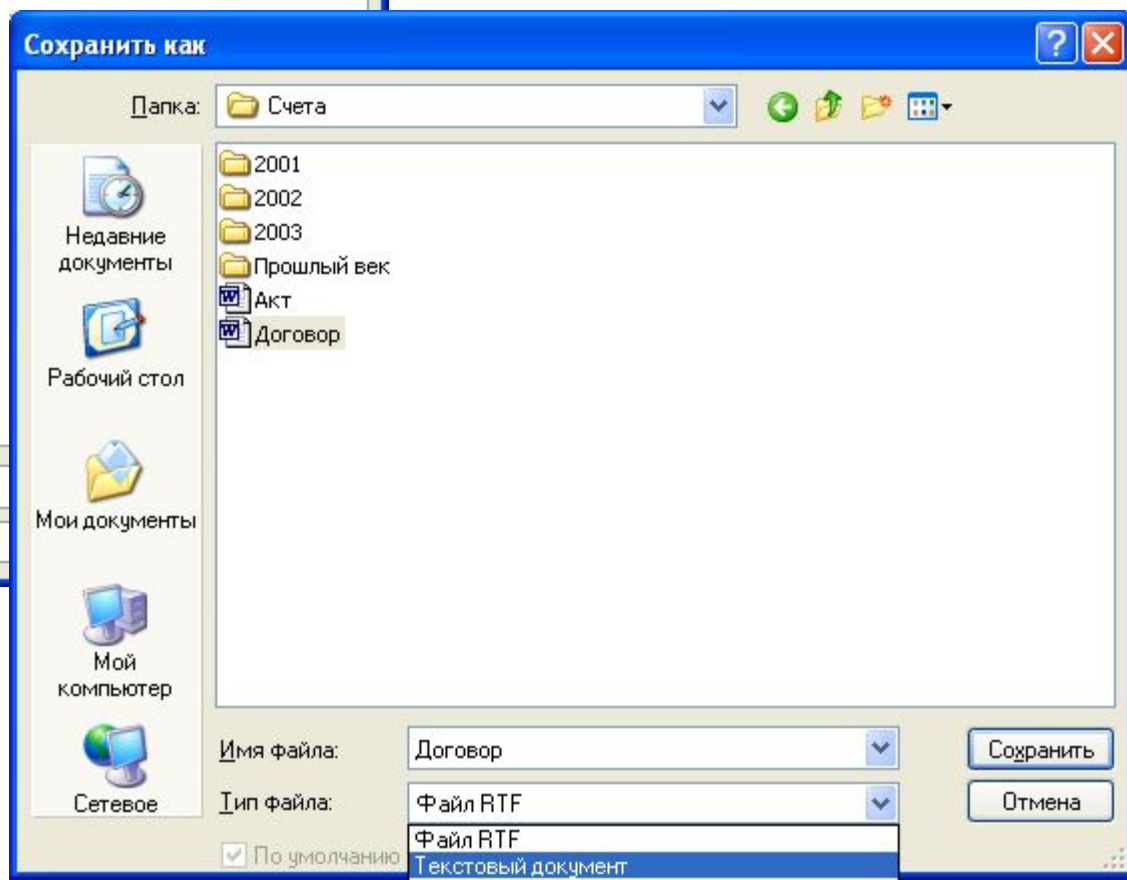 Сохранить как
Папка: Счета
2001
2002
2003
Прошлый век
Акт
Договор
Недавние
документы
Рабочий стол
Мои документы
Мой
компьютер
Сетевое
Имя файла: Договор
Сохранить
Тип файла: Файл RTF
Отмена
Файл RTF
Текстовый документ
По умолчанию